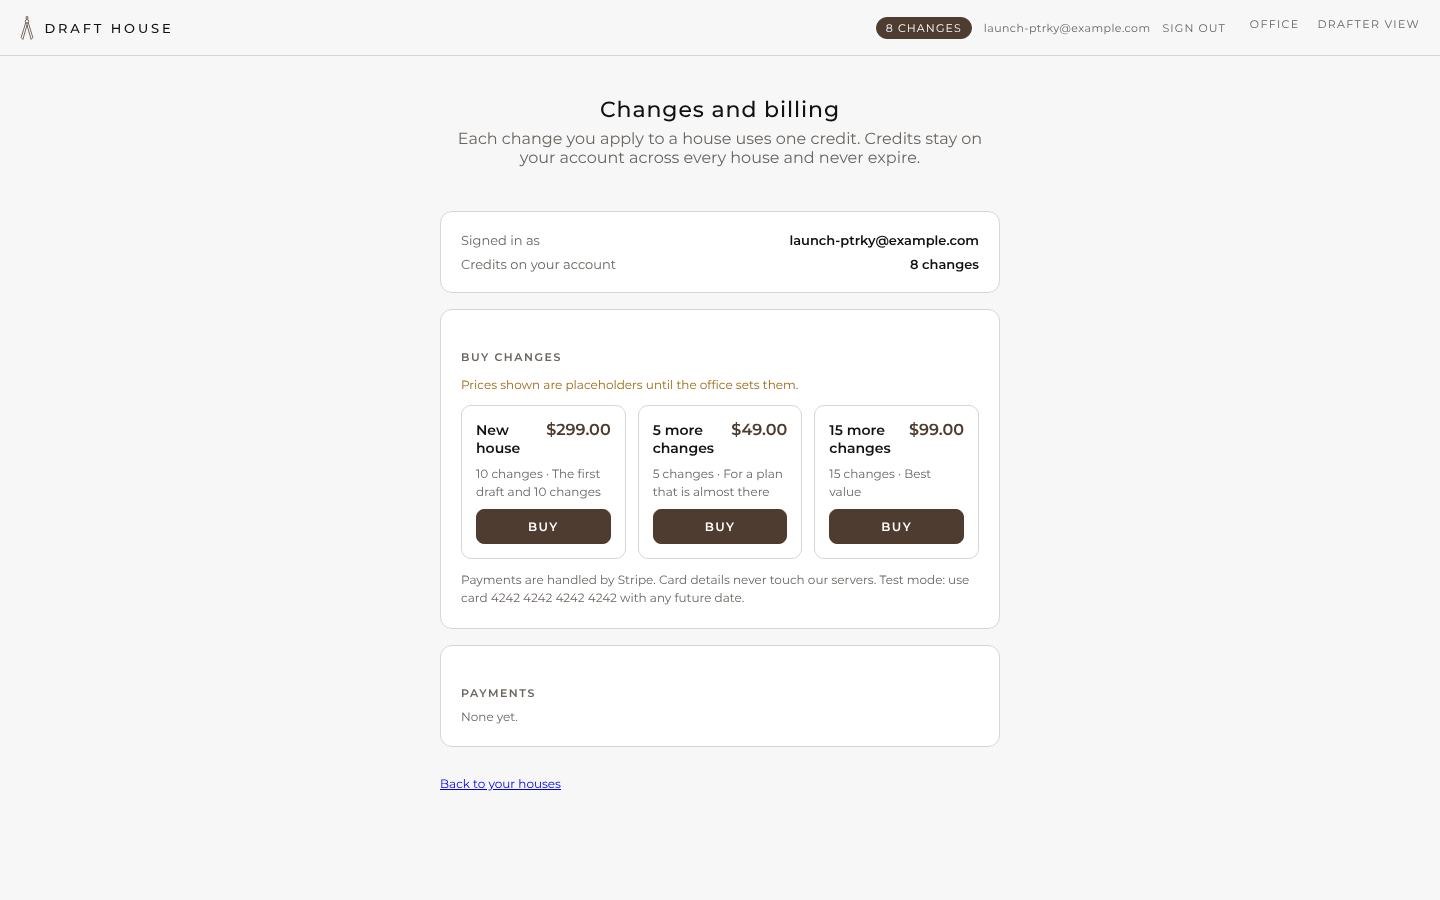 DRAFT HOUSE
8 CHANGES
launch-ptrky@example.com
SIGN OUT
OFFICE
DRAFTER VIEW
Changes and billing
Each change you apply to a house uses one credit. Credits stay on
your account across every house and never expire.
Signed in as
launch-ptrky@example.com
Credits on your account
8 changes
BUY CHANGES
Prices shown are placeholders until the office sets them.
New
house
$299.00
10 changes · The first
draft and 10 changes
BUY
5 more
changes
$49.00
5 changes · For a plan
that is almost there
BUY
15 more
changes
$99.00
15 changes · Best
value
BUY
Payments are handled by Stripe. Card details never touch our servers. Test mode: use
card 4242 4242 4242 4242 with any future date.
PAYMENTS
None yet.
Back to your houses